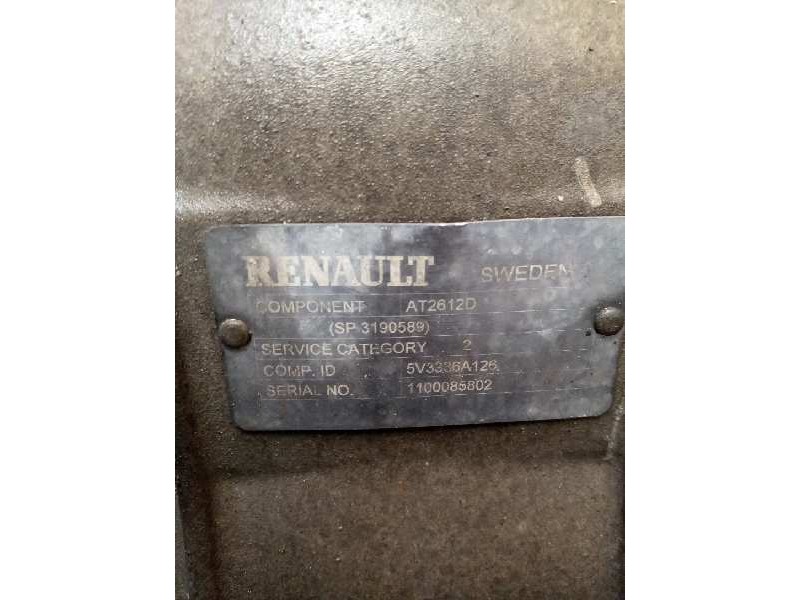 RENAULT SWEDEN
COMPONENT AT2612D
(SP 3190589)
SERVICE CATEGORY 2
COMP. ID 5V3336A126
SERIAL NO. 1100085802